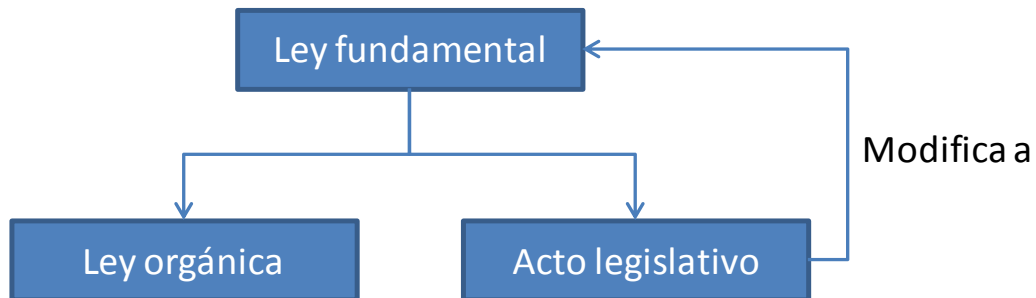 Ley fundamental
Modifica a
Ley orgánica
Acto legislativo